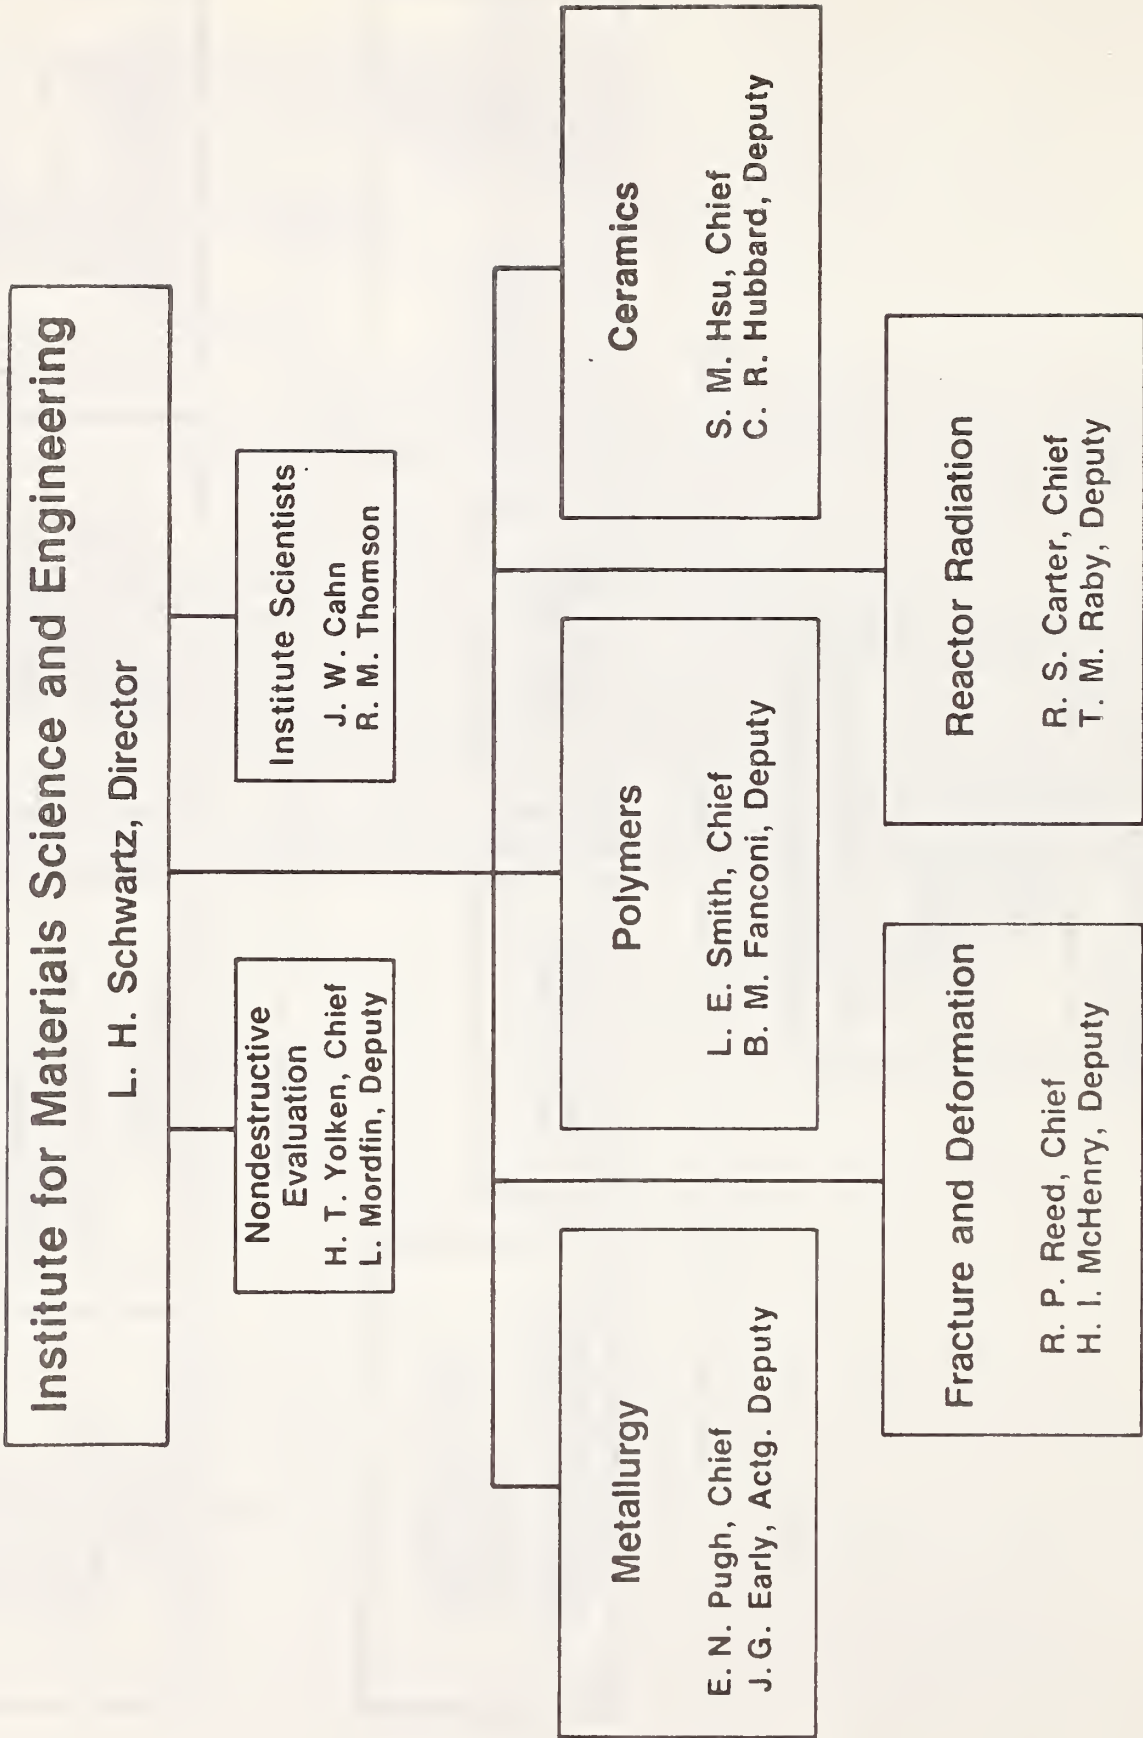 Institute for Materials Science and Engineering
L. H. Schwartz, Director
Nondestructive
Evaluation
H. T. Yolken, Chief
L. Mordfin, Deputy
Institute Scientists
J. W. Cahn
R. M. Thomson
Metallurgy
E. N. Pugh, Chief
J. G. Early, Actg. Deputy
Polymers
L. E. Smith, Chief
B. M. Fanconi, Deputy
Ceramics
S. M. Hsu, Chief
C. R. Hubbard, Deputy
Fracture and Deformation
R. P. Reed, Chief
H. I. McHenry, Deputy
Reactor Radiation
R. S. Carter, Chief
T. M. Raby, Deputy